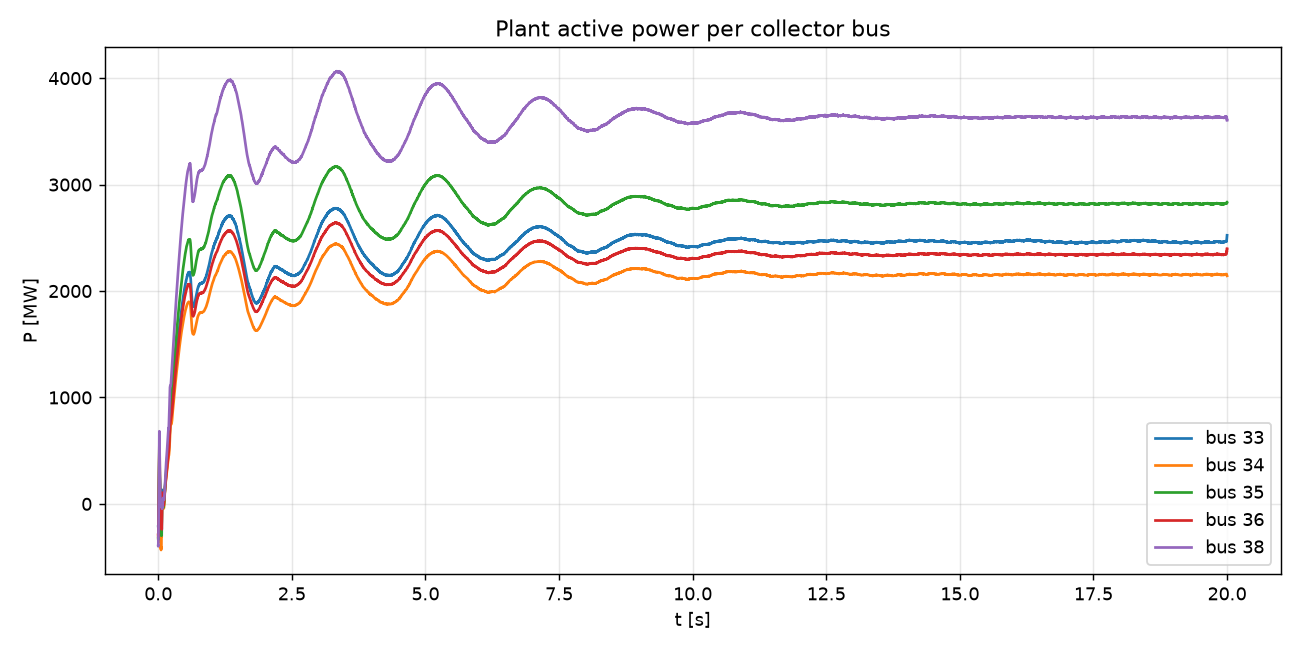 Plant active power per collector bus
P [MW]
4000
3000
2000
1000
0
0.0 2.5 5.0 7.5 10.0 12.5 15.0 17.5 20.0
t [s]
bus 33
bus 34
bus 35
bus 36
bus 38